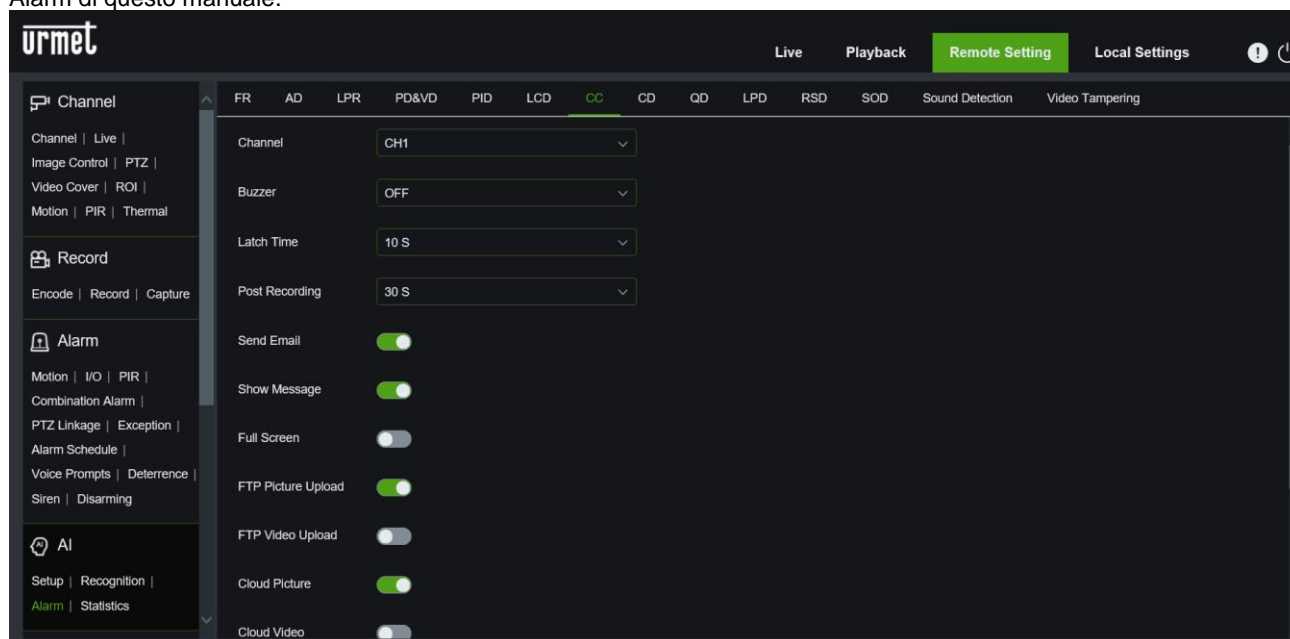 Alarm di questo manuale.
urmet
Live Playback Remote Setting Local Settings
Channel
Channel | Live |
Image Control | PTZ |
Video Cover | ROI |
Motion | PIR | Thermal
Record
Encode | Record | Capture
Alarm
Motion | I/O | PIR |
Combination Alarm |
PTZ Linkage | Exception |
Alarm Schedule |
Voice Prompts | Deterrence |
Siren | Disarming
AI
Setup | Recognition |
Alarm | Statistics
FR AD LPR PD&VD PID LCD CC CD QD LPD RSD SOD Sound Detection Video Tampering
Channel CH1
Buzzer OFF
Latch Time 10 S
Post Recording 30 S
Send Email
Show Message
Full Screen
FTP Picture Upload
FTP Video Upload
Cloud Picture
Cloud Video